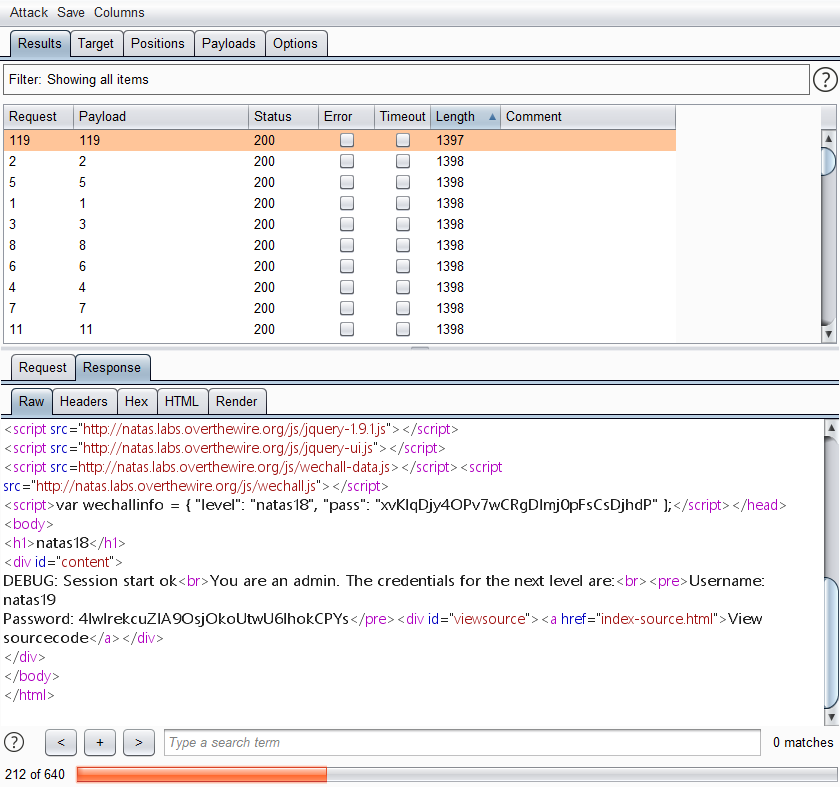 Attack Save Columns
Results Target Positions Payloads Options
Filter: Showing all items ?
Request Payload Status Error Timeout Length Comment
119 119 200 1397
2 2 200 1398
5 5 200 1398
1 1 200 1398
3 3 200 1398
8 8 200 1398
6 6 200 1398
4 4 200 1398
7 7 200 1398
11 11 200 1398
Request Response
Raw Headers Hex HTML Render
<script src="http://natas.labs.overthewire.org/js/jquery-1.9.1.js"></script>
<script src="http://natas.labs.overthewire.org/js/jquery-ui.js"></script>
<script src=http://natas.labs.overthewire.org/js/wechall-data.js></script><script
src="http://natas.labs.overthewire.org/js/wechall.js"></script>
<script>var wechallinfo = { "level": "natas18", "pass": "xvKIqDjy4OPv7wCRgDlmj0pFsCsDjhdP" };</script></head>
<body>
<h1>natas18</h1>
<div id="content">
DEBUG: Session start ok<br>You are an admin. The credentials for the next level are:<br><pre>Username:
natas19
Password: 4IwIrekcuZlA9OsjOkoUtwU6lhokCPYs</pre><div id="viewsource"><a href="index-source.html">View
sourcecode</a></div>
</div>
</body>
</html>
? < + > Type a search term 0 matches
212 of 640